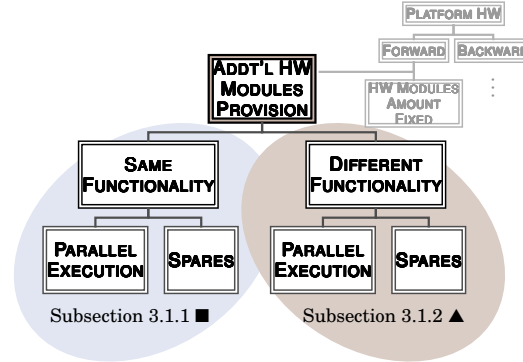 PLATFORM HW
FORWARD BACKWARD
ADDT'L HW
MODULES
PROVISION
HW MODULES
AMOUNT
FIXED
SAME
FUNCTIONALITY
DIFFERENT
FUNCTIONALITY
PARALLEL
EXECUTION
SPARES
PARALLEL
EXECUTION
SPARES
Subsection 3.1.1 ■
Subsection 3.1.2 ▲